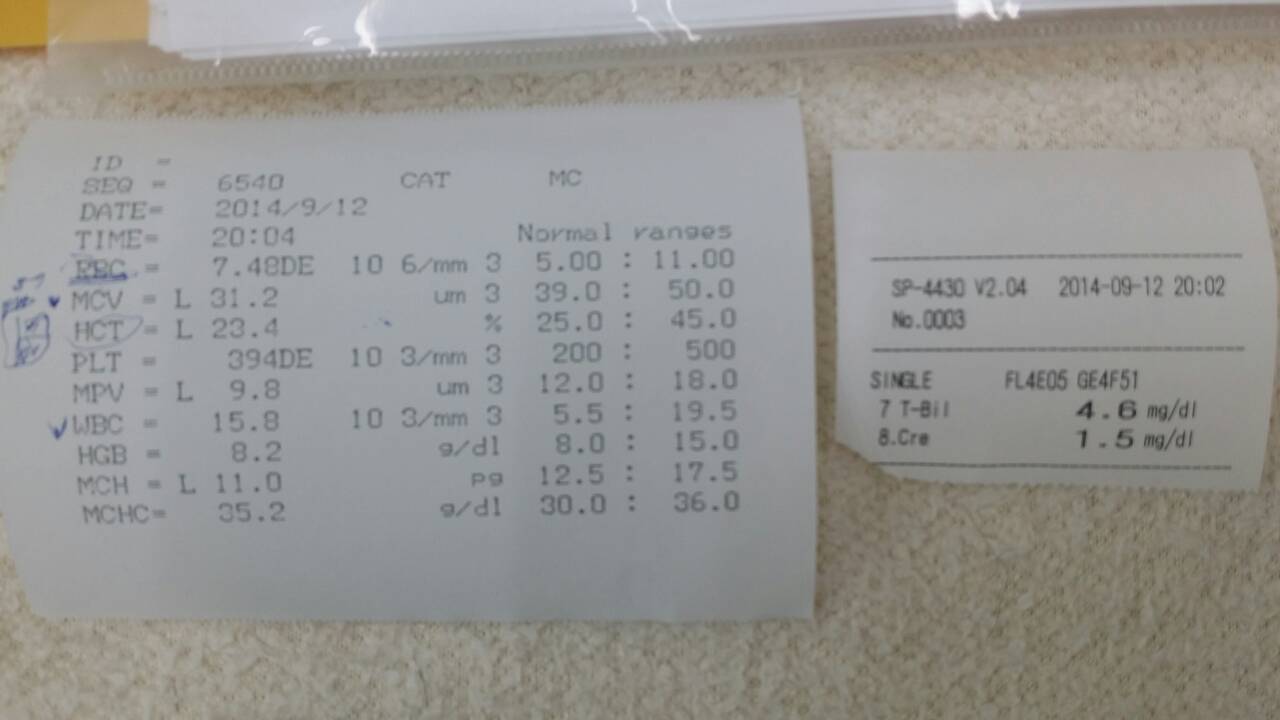 ID =
SEQ = 6540 CAT MC
DATE= 2014/9/12
TIME= 20:04 Normal ranges
RBC = 7.48DE 10 6/mm 3 5.00 : 11.00
MCV = L 31.2 um 3 39.0 : 50.0
HCT = L 23.4 % 25.0 : 45.0
PLT = 394DE 10 3/mm 3 200 : 500
MPV = L 9.8 um 3 12.0 : 18.0
WBC = 15.8 10 3/mm 3 5.5 : 19.5
HGB = 8.2 g/dl 8.0 : 15.0
MCH = L 11.0 pg 12.5 : 17.5
MCHC= 35.2 g/dl 30.0 : 36.0
SP-4430 V2.04 2014-09-12 20:02
No.0003
SINGLE FL4E05 GE4F51
7 T-Bil 4.6 mg/dl
8.Cre 1.5 mg/dl